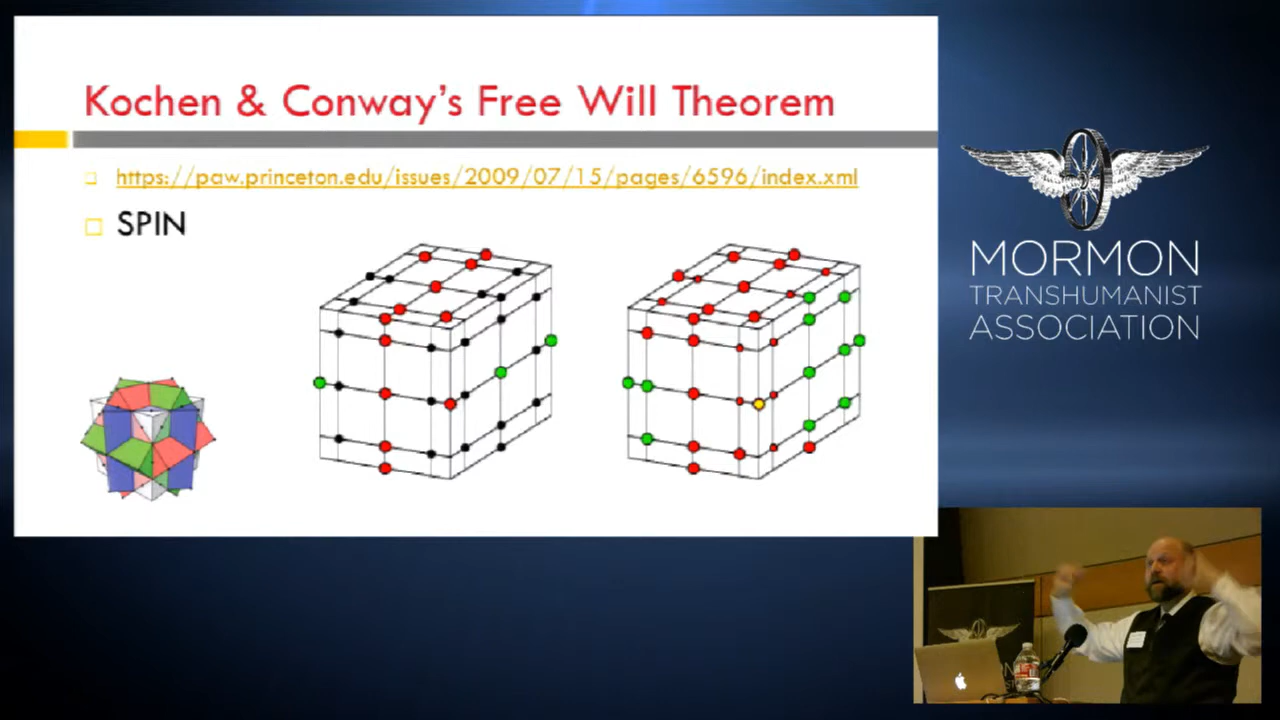 Kochen & Conway's Free Will Theorem
https://paw.princeton.edu/issues/2009/07/15/pages/6596/index.xml
SPIN
MORMON
TRANSHUMANIST
ASSOCIATION